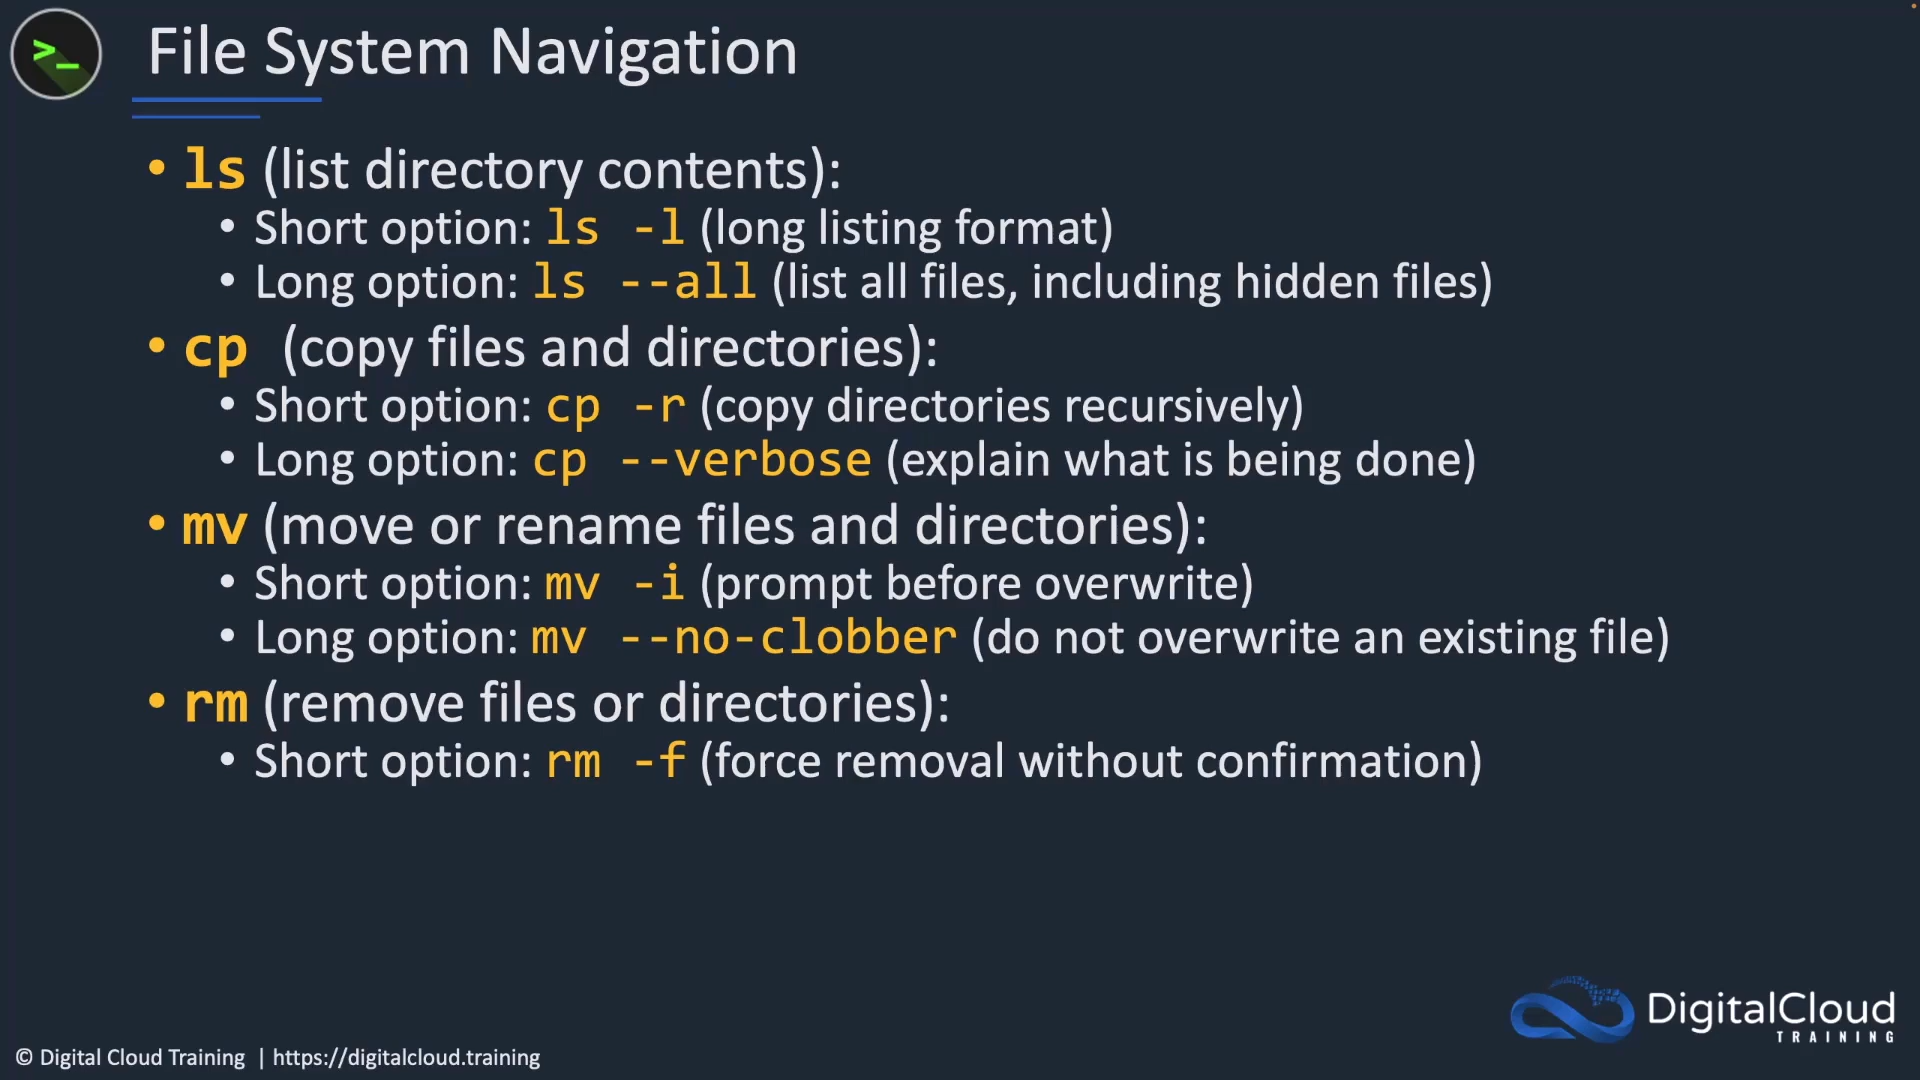 >_
File System Navigation
• ls (list directory contents):
• Short option: ls -l (long listing format)
• Long option: ls --all (list all files, including hidden files)
• cp (copy files and directories):
• Short option: cp -r (copy directories recursively)
• Long option: cp --verbose (explain what is being done)
• mv (move or rename files and directories):
• Short option: mv -i (prompt before overwrite)
• Long option: mv --no-clobber (do not overwrite an existing file)
• rm (remove files or directories):
• Short option: rm -f (force removal without confirmation)
DigitalCloud
TRAINING
© Digital Cloud Training | https://digitalcloud.training